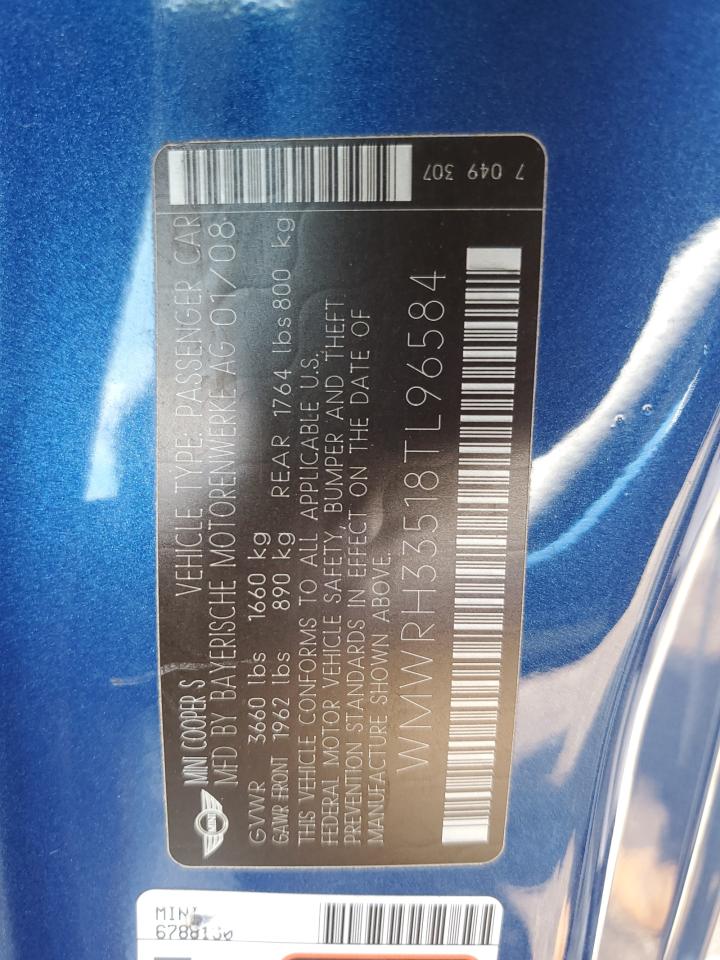 MINI
MINI COOPER S VEHICLE TYPE: PASSENGER CAR
MFD BY BAYERISCHE MOTORENWERKE AG 01/08
GVWR 3660 lbs 1660 kg
GAWR FRONT 1962 lbs 890 kg REAR 1764 lbs 800 kg
THIS VEHICLE CONFORMS TO ALL APPLICABLE U.S.
FEDERAL MOTOR VEHICLE SAFETY, BUMPER AND THEFT
PREVENTION STANDARDS IN EFFECT ON THE DATE OF
MANUFACTURE SHOWN ABOVE.
WMWRH33518TL96584
7 049 307
MINI